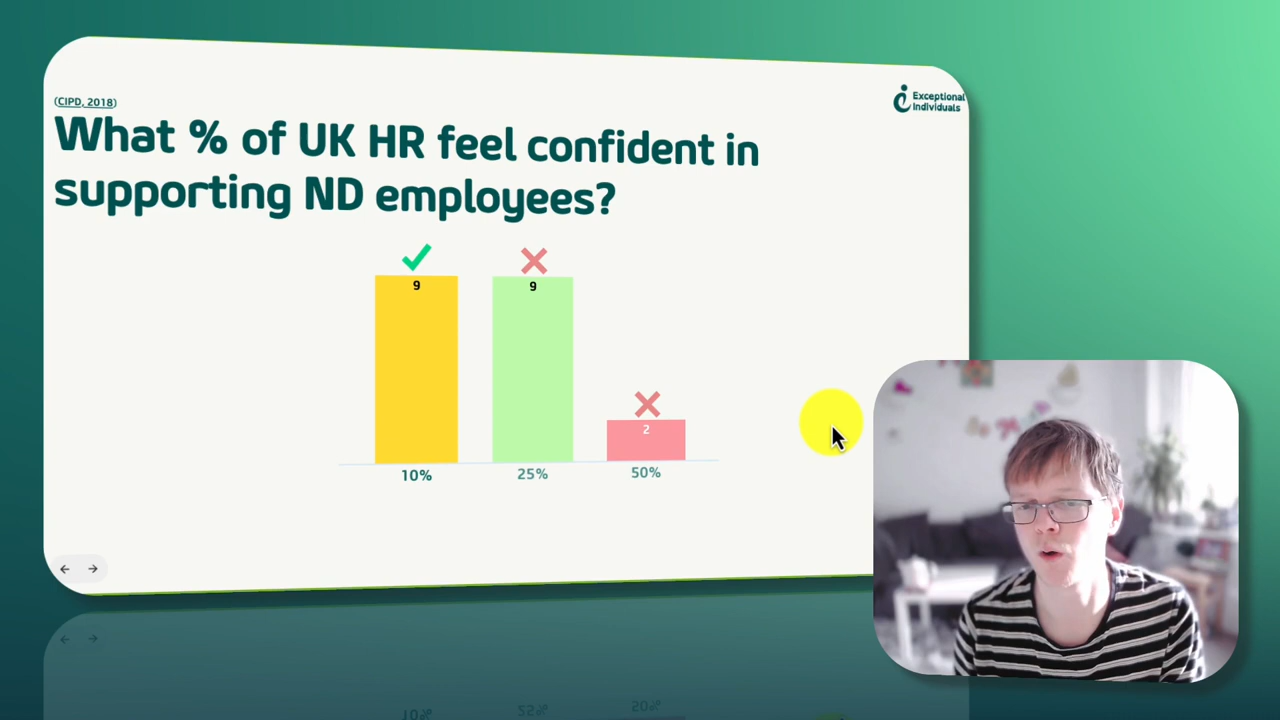 (CIPD, 2018)
Exceptional
Individuals
What % of UK HR feel confident in
supporting ND employees?
9
9
2
10%
25%
50%